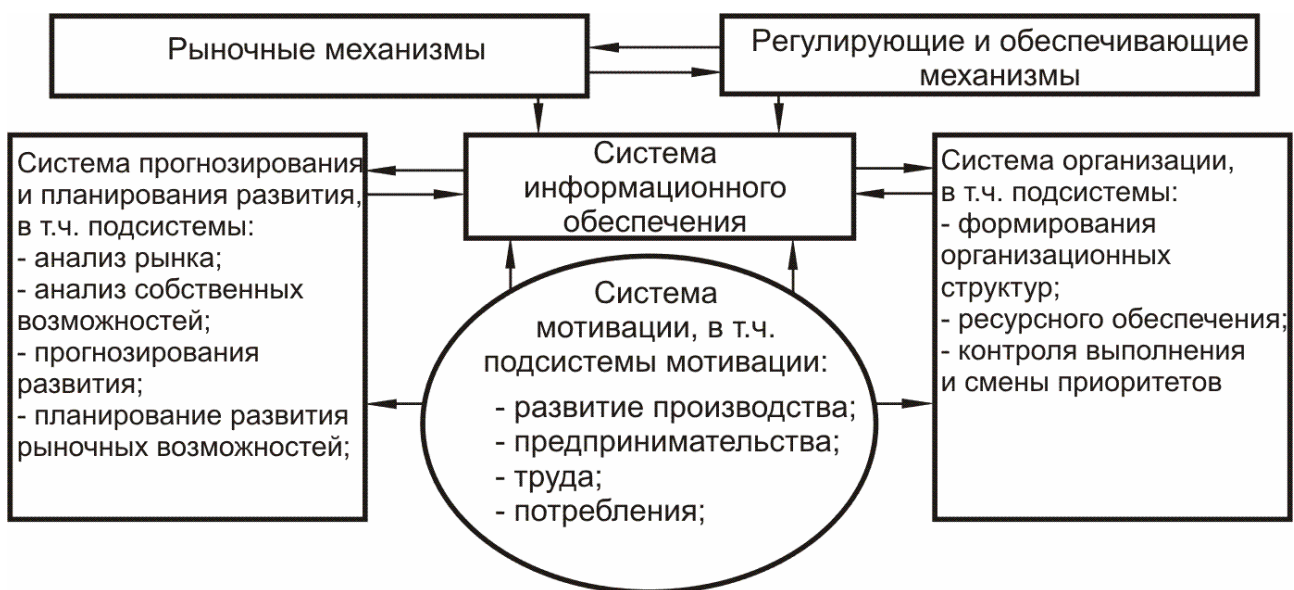 Рыночные механизмы
Регулирующие и обеспечивающие
механизмы
Система прогнозирования
и планирования развития,
в т.ч. подсистемы:
- анализ рынка;
- анализ собственных
возможностей;
- прогнозирования
развития;
- планирование развития
рыночных возможностей;
Система
информационного
обеспечения
Система организации,
в т.ч. подсистемы:
- формирования
организационных
структур;
- ресурсного обеспечения;
- контроля выполнения
и смены приоритетов
Система
мотивации, в т.ч.
подсистемы мотивации:
- развитие производства;
- предпринимательства;
- труда;
- потребления;